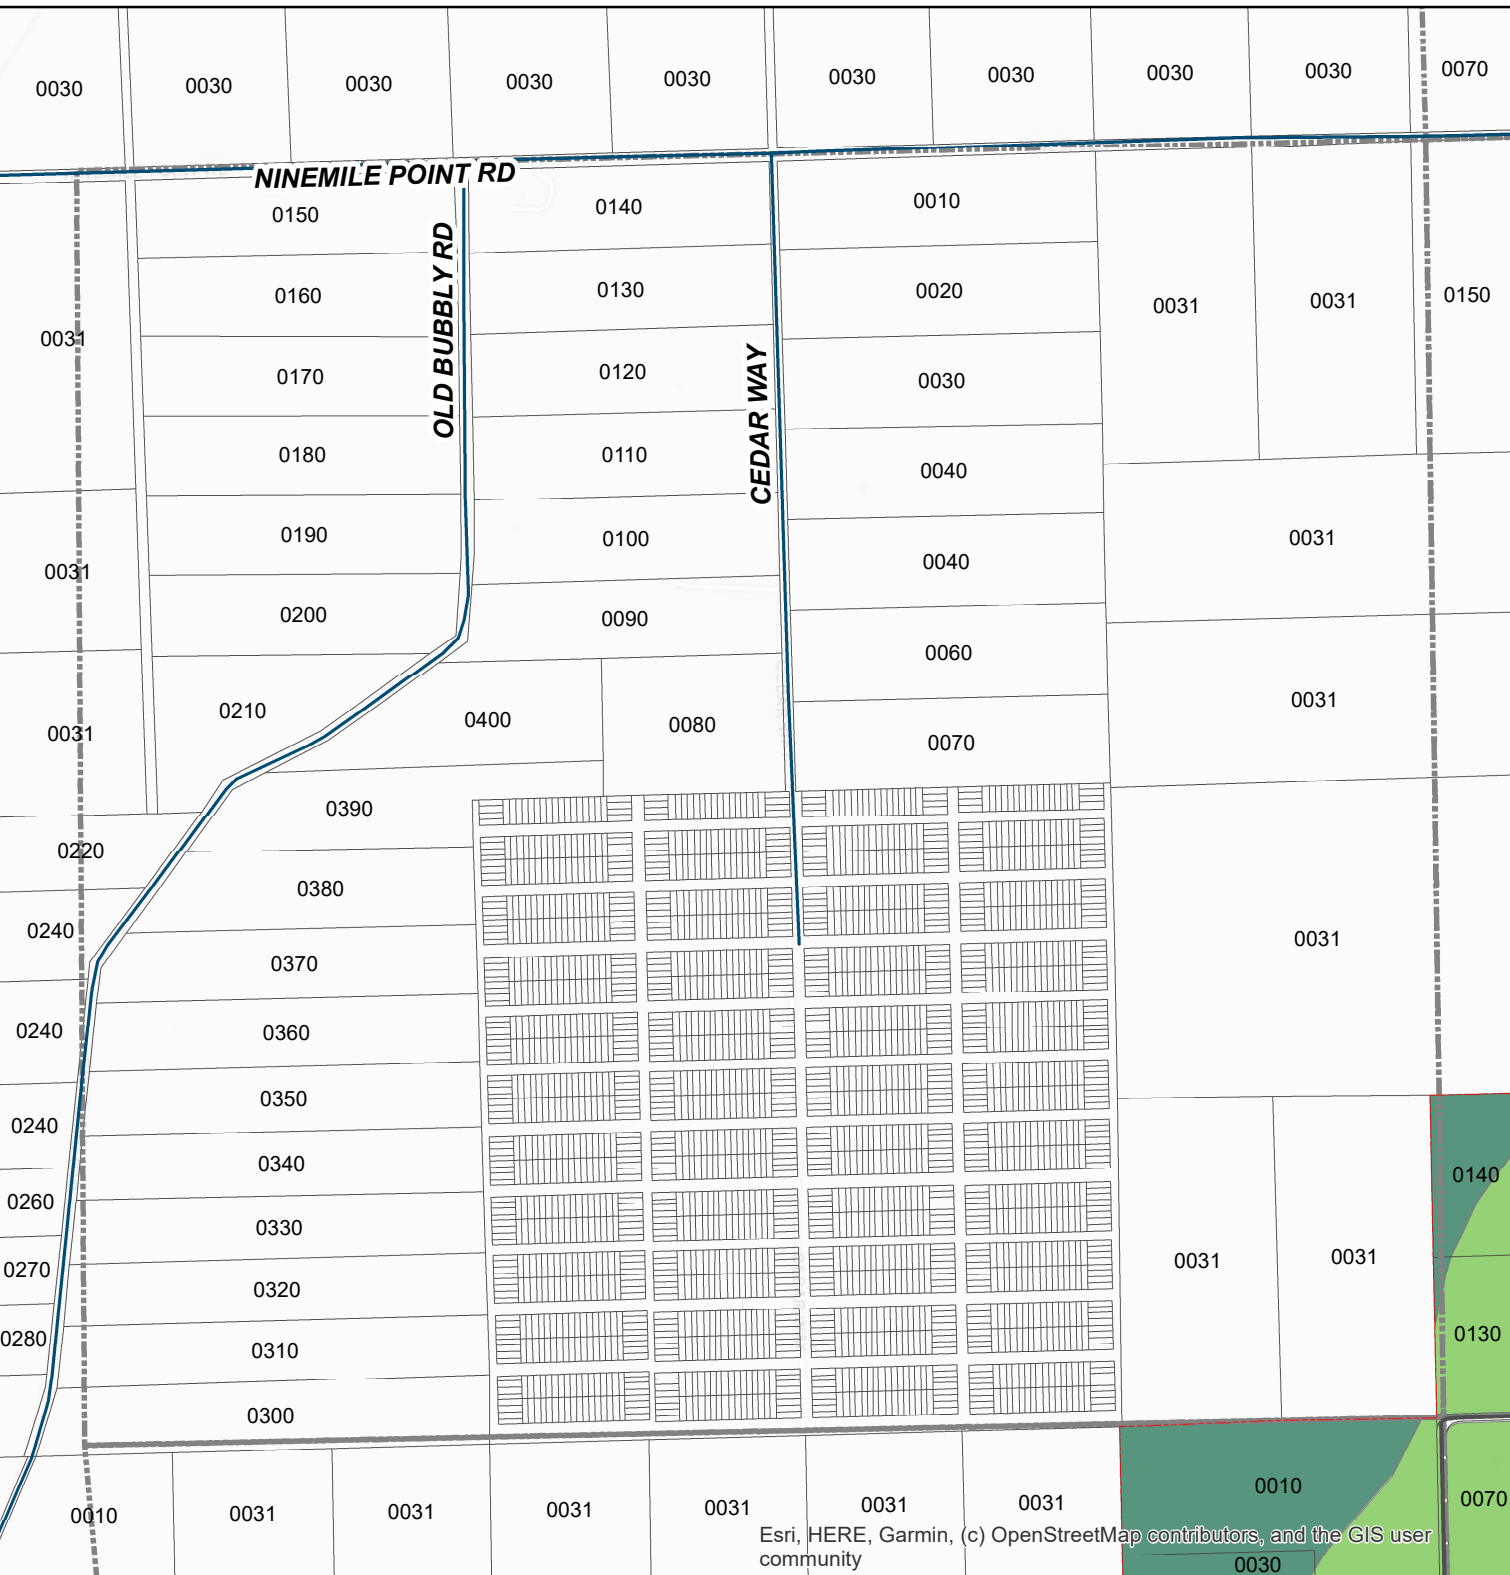 0030 0030 0030 0030 0030 0030 0030 0030 0030 0070
NINEMILE POINT RD
OLD BUBBLY RD
CEDAR WAY
0150 0140 0010
0160 0130 0020 0031 0031 0150
0031 0170 0120 0030
0180 0110 0040
0190 0100 0040 0031
0031 0200 0090 0060
0031 0210 0400 0080 0070 0031
0390
0220 0380
0240 0370 0031
0240 0360
0240 0350
0340 0140
0260 0330
0270 0320 0031 0031
0280 0310 0130
0300
0010 0031 0031 0031 0031 0031 0031 0010 0070
Esri, HERE, Garmin, (c) OpenStreetMap contributors, and the GIS user
community
0030